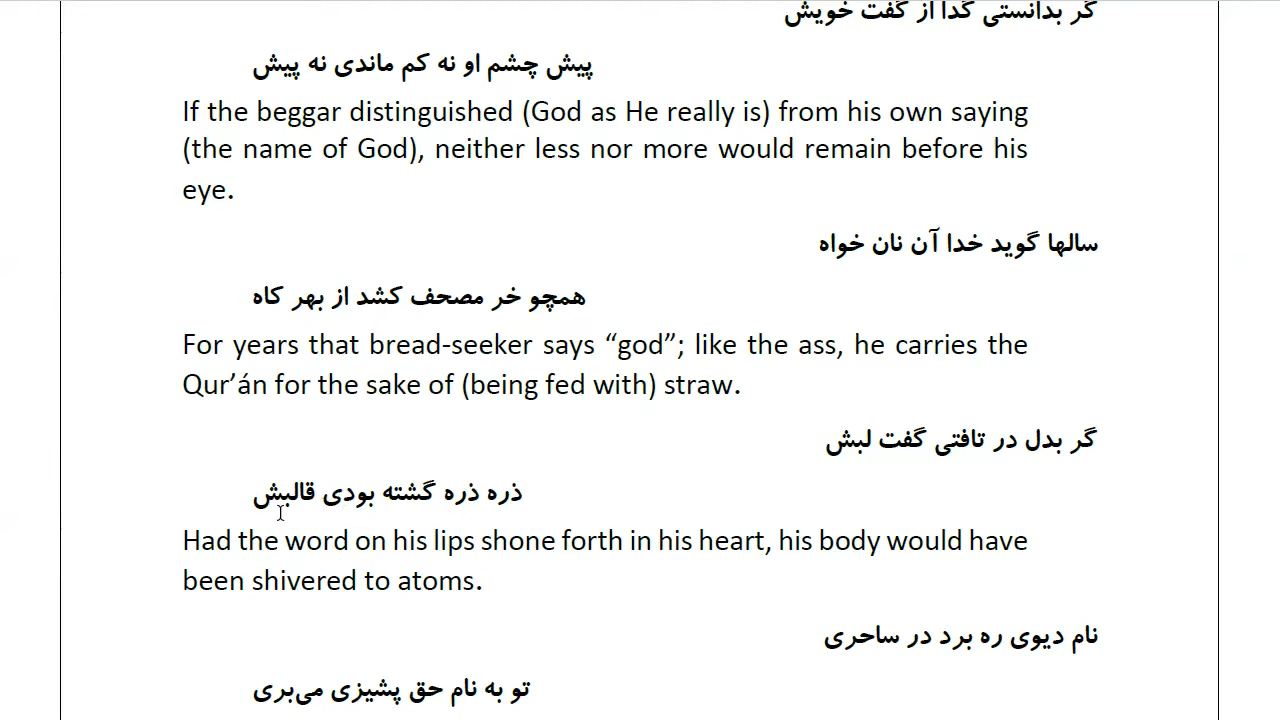 گر بدانستی گدا از گفت خویش
پیش چشم او نه کم ماندی نه پیش
If the beggar distinguished (God as He really is) from his own saying
(the name of God), neither less nor more would remain before his
eye.
سالها گوید خدا آن نان خواه
همچو خر مصحف کشد از بهر کاه
For years that bread-seeker says “god”; like the ass, he carries the
Qur’án for the sake of (being fed with) straw.
گر بدل در تافتی گفت لبش
ذره ذره گشته بودی قالبش
Had the word on his lips shone forth in his heart, his body would have
been shivered to atoms.
نام دیوی ره برد در ساحری
تو به نام حق پشیزی می‌بری